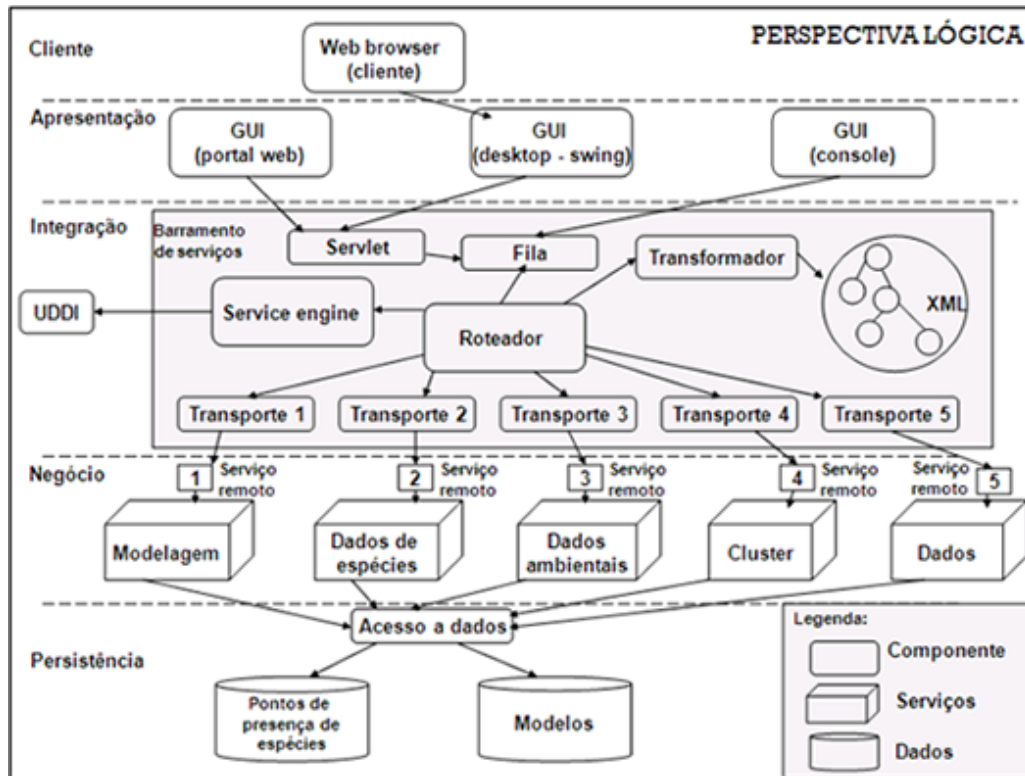 PERSPECTIVA LÓGICA
Cliente
Web browser
(cliente)
Apresentação
GUI
(portal web)
GUI
(desktop - swing)
GUI
(console)
Integração
Barramento
de serviços
Servlet
Fila
Transformador
XML
UDDI
Service engine
Roteador
Transporte 1
Transporte 2
Transporte 3
Transporte 4
Transporte 5
Negócio
1
Serviço
remoto
2
Serviço
remoto
3
Serviço
remoto
4
Serviço
remoto
Serviço
remoto
5
Modelagem
Dados de
espécies
Dados
ambientais
Cluster
Dados
Persistência
Acesso a dados
Pontos de
presença de
espécies
Modelos
Legenda:
Componente
Serviços
Dados